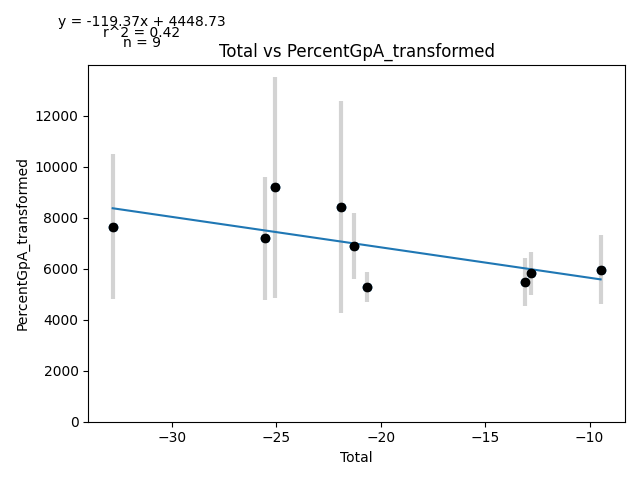 y = -119.37x + 4448.73
r^2 = 0.42
n = 9
Total vs PercentGpA_transformed
PercentGpA_transformed
12000
10000
8000
6000
4000
2000
0
−30
−25
−20
−15
−10
Total